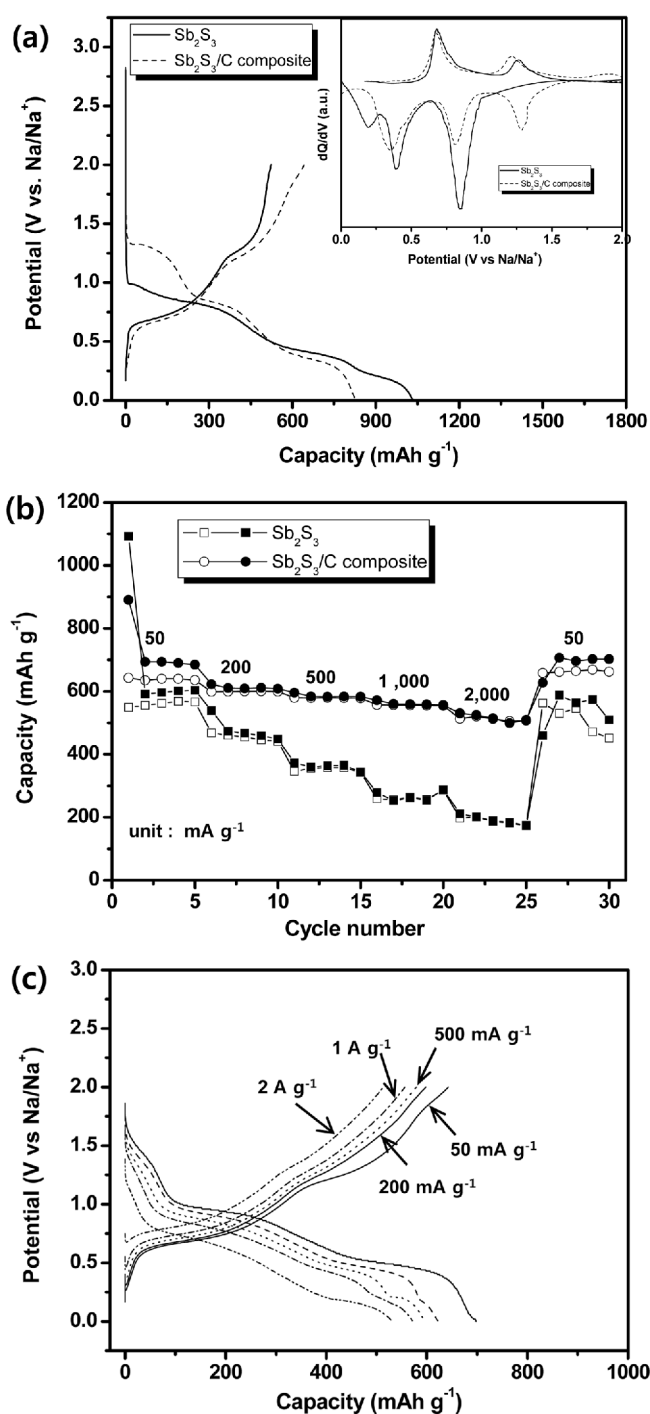 (a)
3.0
2.5
2.0
1.5
1.0
0.5
0.0
Potential (V vs. Na/Na⁺)
Sb₂S₃
Sb₂S₃/C composite
dQ/dV (a.u.)
Sb₂S₃
Sb₂S₃/C composite
0.0 0.5 1.0 1.5 2.0
Potential (V vs Na/Na⁺)
0 300 600 900 1200 1500 1800
Capacity (mAh g⁻¹)
(b)
1200
1000
800
600
400
200
0
Capacity (mAh g⁻¹)
Sb₂S₃
Sb₂S₃/C composite
50
200
500
1 ,000
2,000
50
unit : mA g⁻¹
0 5 10 15 20 25 30
Cycle number
(c)
3.0
2.5
2.0
1.5
1.0
0.5
0.0
Potential (V vs Na/Na⁺)
500 mA g⁻¹
1 A g⁻¹
2 A g⁻¹
50 mA g⁻¹
200 mA g⁻¹
0 200 400 600 800 1000
Capacity (mAh g⁻¹)